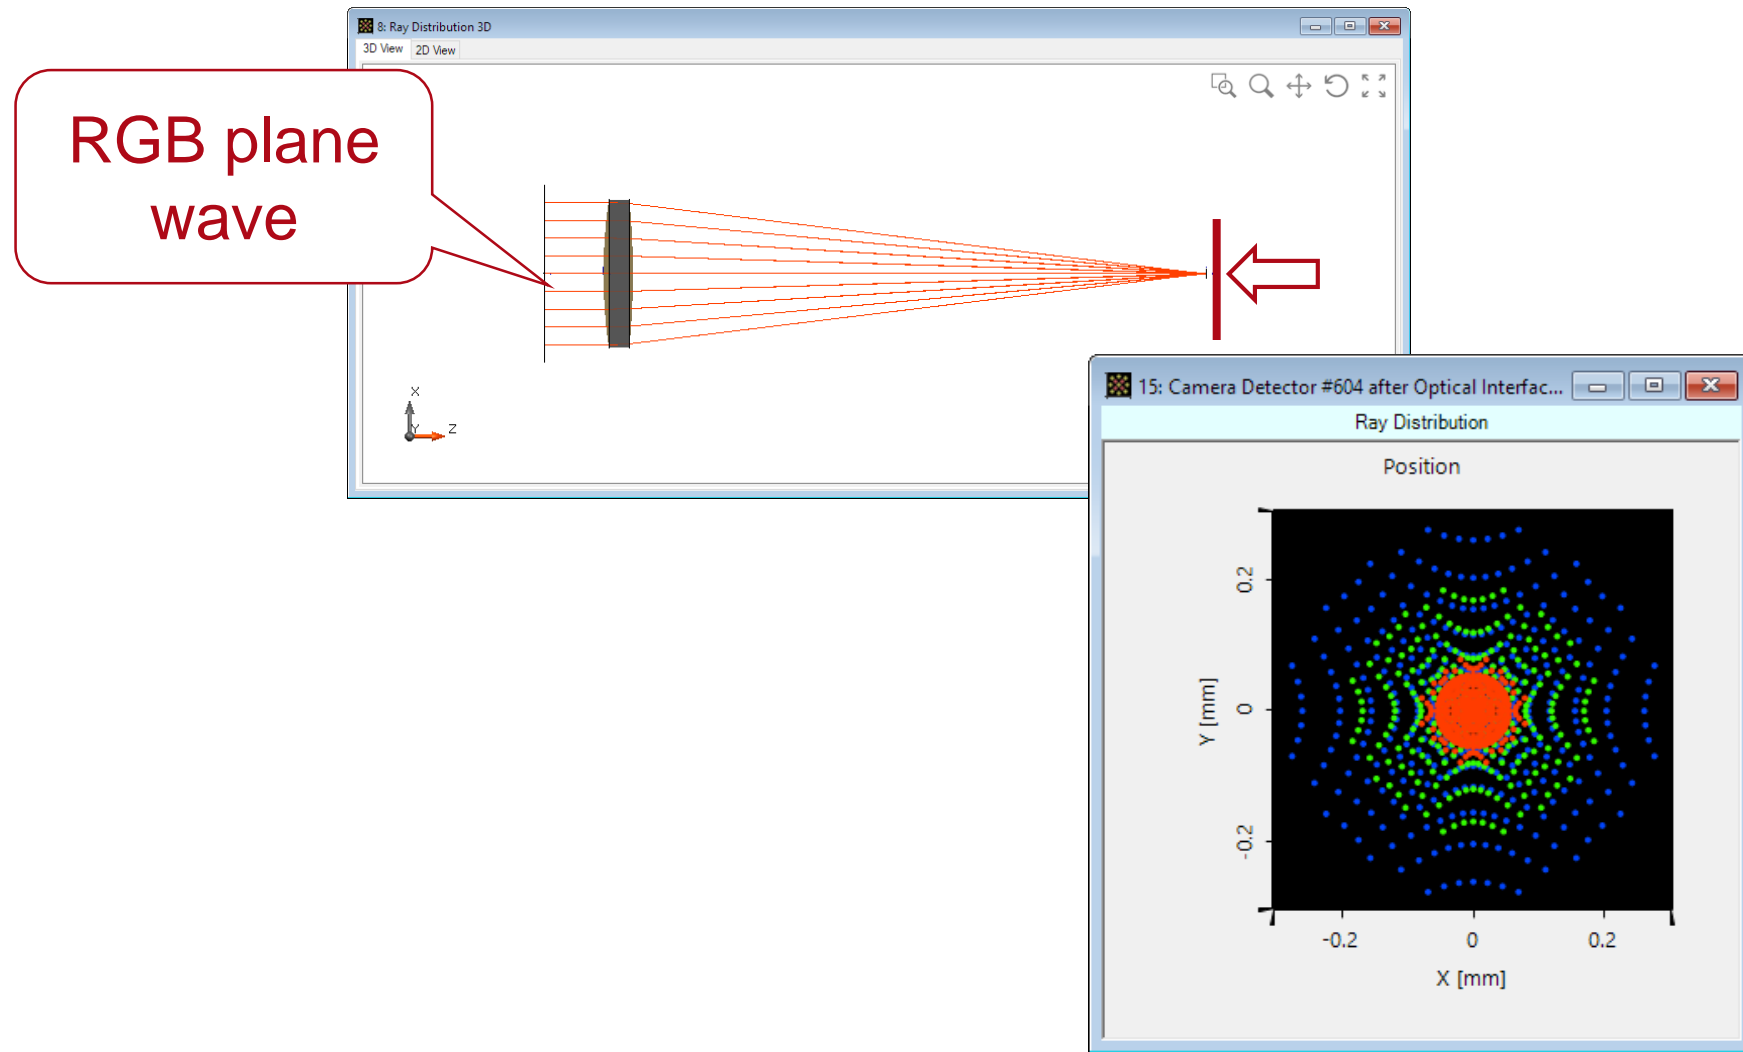 8: Ray Distribution 3D
3D View 2D View
RGB plane
wave
X
Y Z
15: Camera Detector #604 after Optical Interfac...
Ray Distribution
Position
0.2
0
-0.2
Y [mm]
-0.2 0 0.2
X [mm]